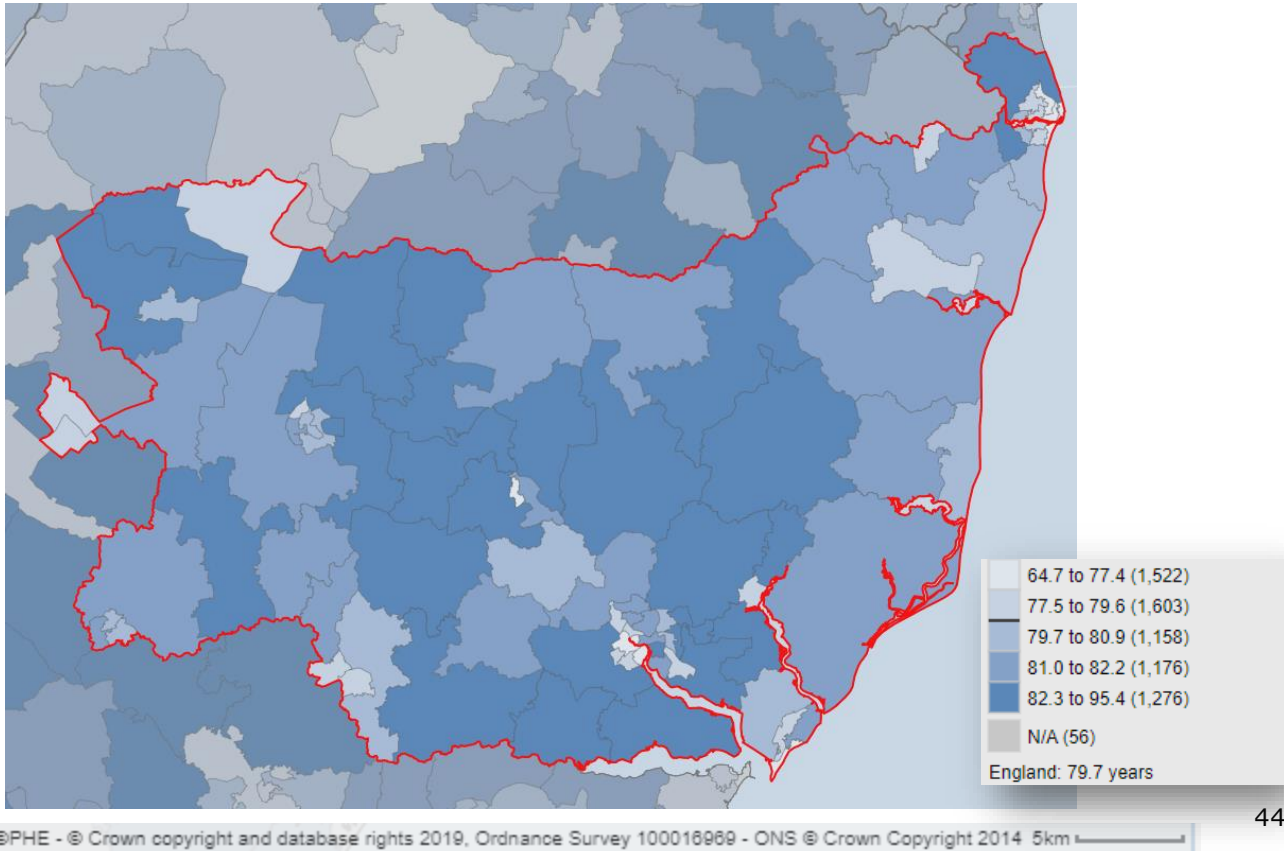 64.7 to 77.4 (1,522)
77.5 to 79.6 (1,603)
79.7 to 80.9 (1,158)
81.0 to 82.2 (1,176)
82.3 to 95.4 (1,276)
N/A (56)
England: 79.7 years
44
©PHE - © Crown copyright and database rights 2019, Ordnance Survey 100016969 - ONS © Crown Copyright 2014 5km